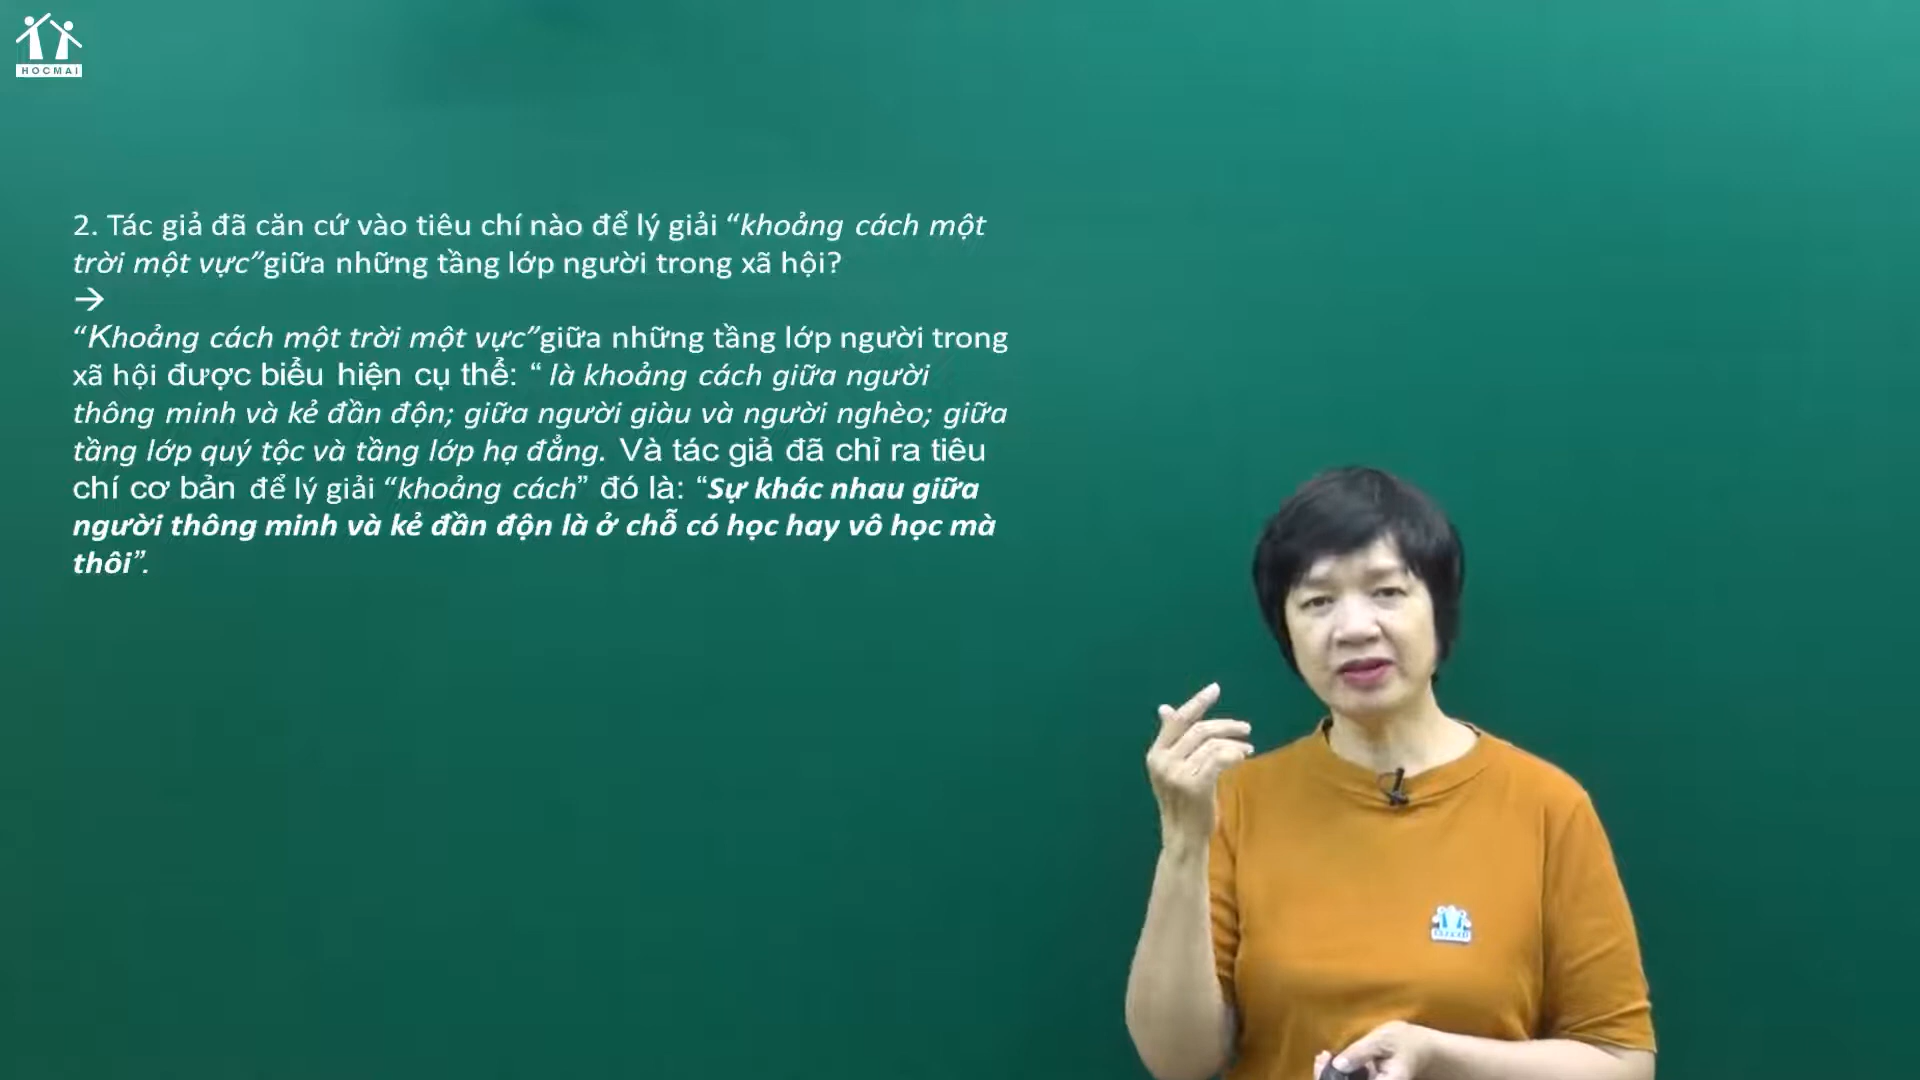 HOCMAI
2. Tác giả đã căn cứ vào tiêu chí nào để lý giải “khoảng cách một
trời một vực”giữa những tầng lớp người trong xã hội?
→
“Khoảng cách một trời một vực”giữa những tầng lớp người trong
xã hội được biểu hiện cụ thể: “ là khoảng cách giữa người
thông minh và kẻ đần độn; giữa người giàu và người nghèo; giữa
tầng lớp quý tộc và tầng lớp hạ đẳng. Và tác giả đã chỉ ra tiêu
chí cơ bản để lý giải “khoảng cách” đó là: “Sự khác nhau giữa
người thông minh và kẻ đần độn là ở chỗ có học hay vô học mà
thôi”.